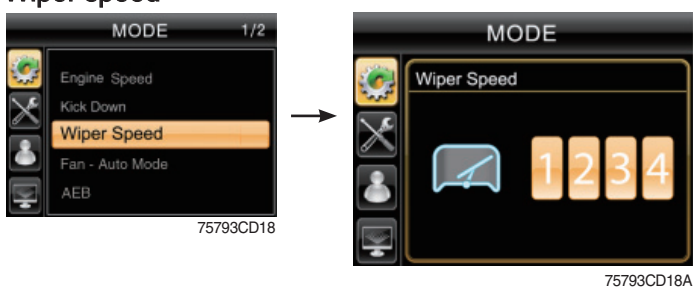 Wiper speed
MODE 1/2
Engine Speed
Kick Down
Wiper Speed
Fan - Auto Mode
AEB
75793CD18
MODE
Wiper Speed
1 2 3 4
75793CD18A